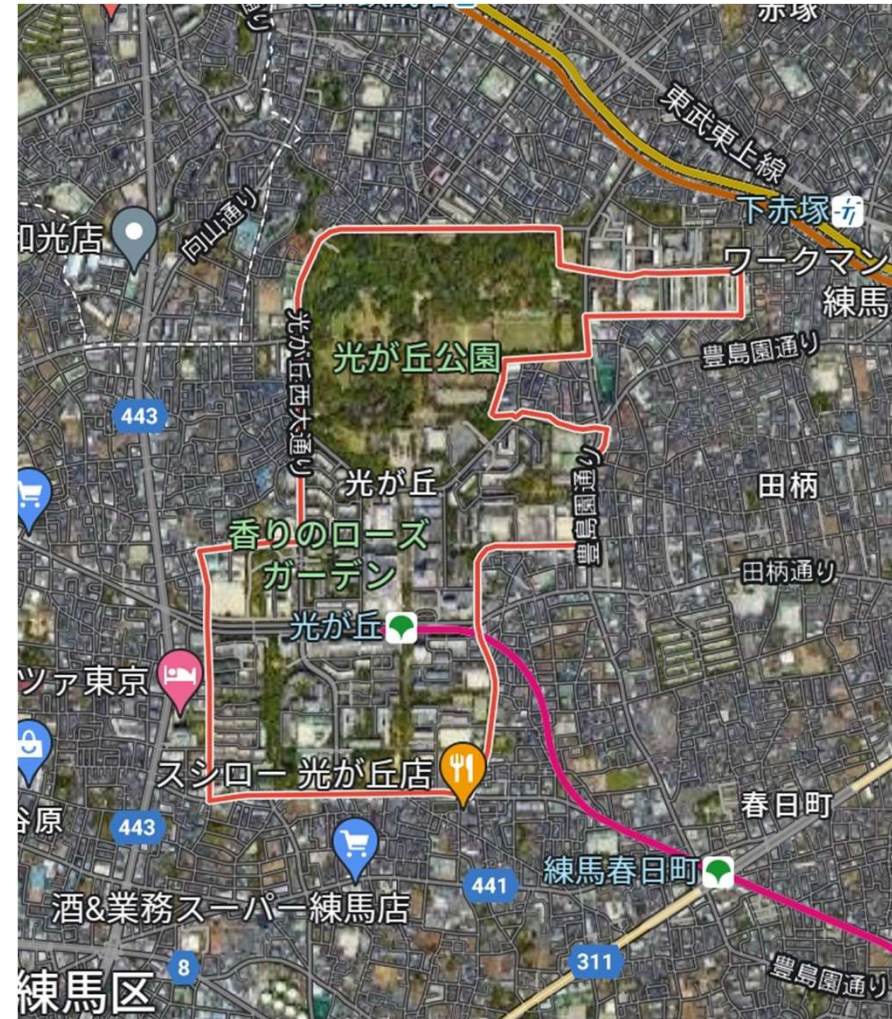 赤塚
東武東上線
下赤塚
和光店
向山通り
ワークマン
練馬
光が丘西大通り
光が丘公園
豊島園通り
443
光が丘
豊島園通り
田柄
香りのローズ
ガーデン
田柄通り
光が丘
ツァ東京
スシロー 光が丘店
谷原
443
春日町
441
練馬春日町
酒&業務スーパー練馬店
8
311
練馬区
豊島園通り